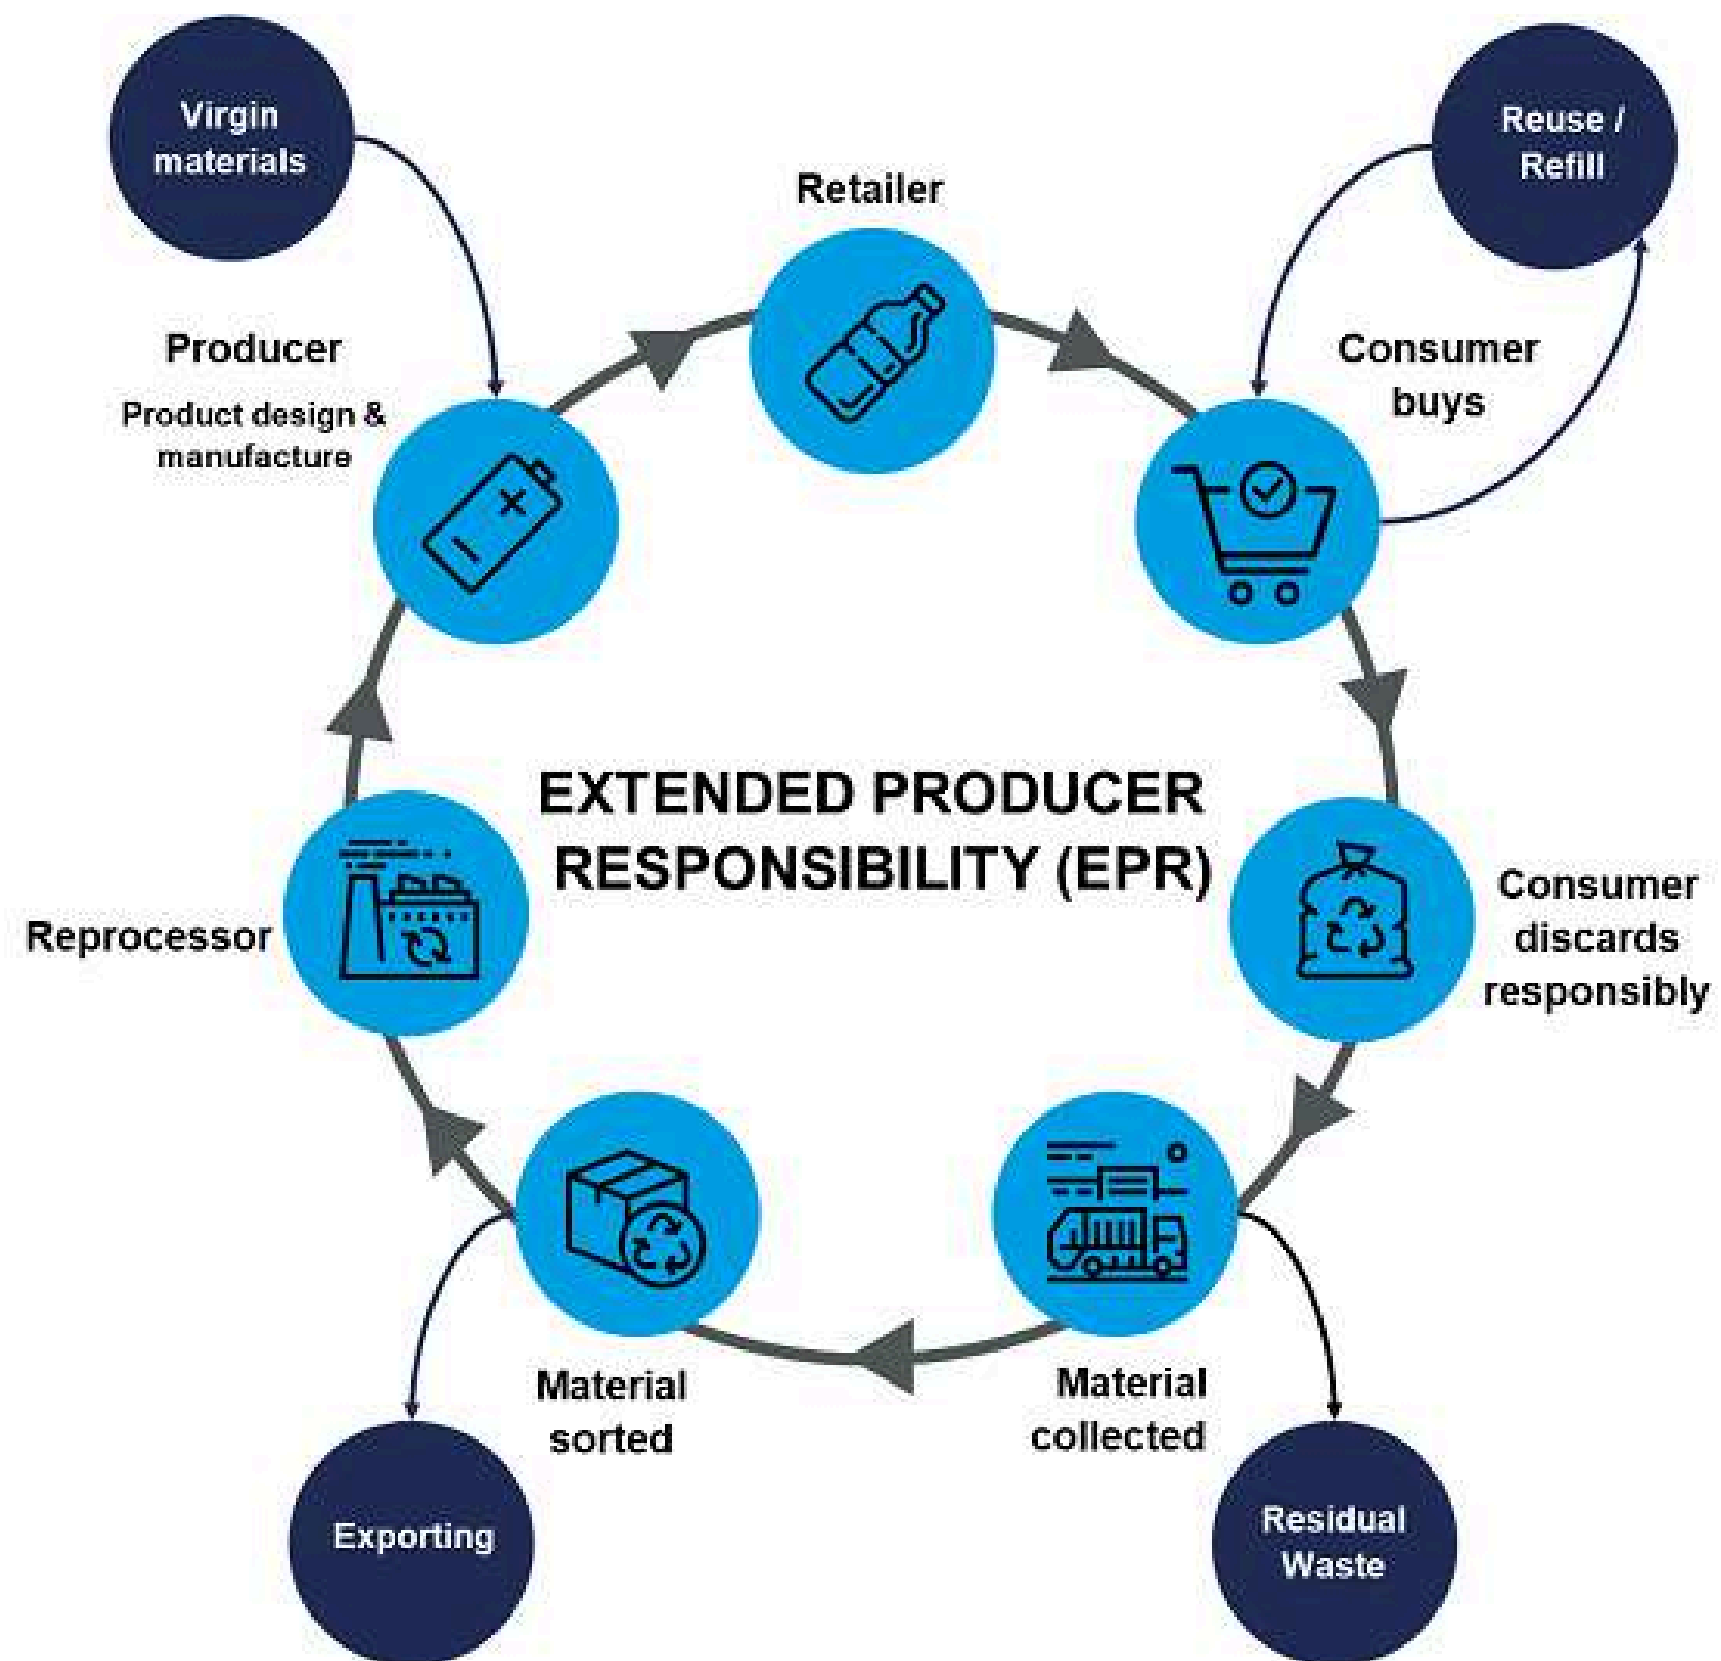 Virgin
materials
Reuse /
Refill
Retailer
Producer
Product design &
manufacture
Consumer
buys
EXTENDED PRODUCER
RESPONSIBILITY (EPR)
Consumer
discards
responsibly
Reprocessor
Material
collected
Material
sorted
Exporting
Residual
Waste